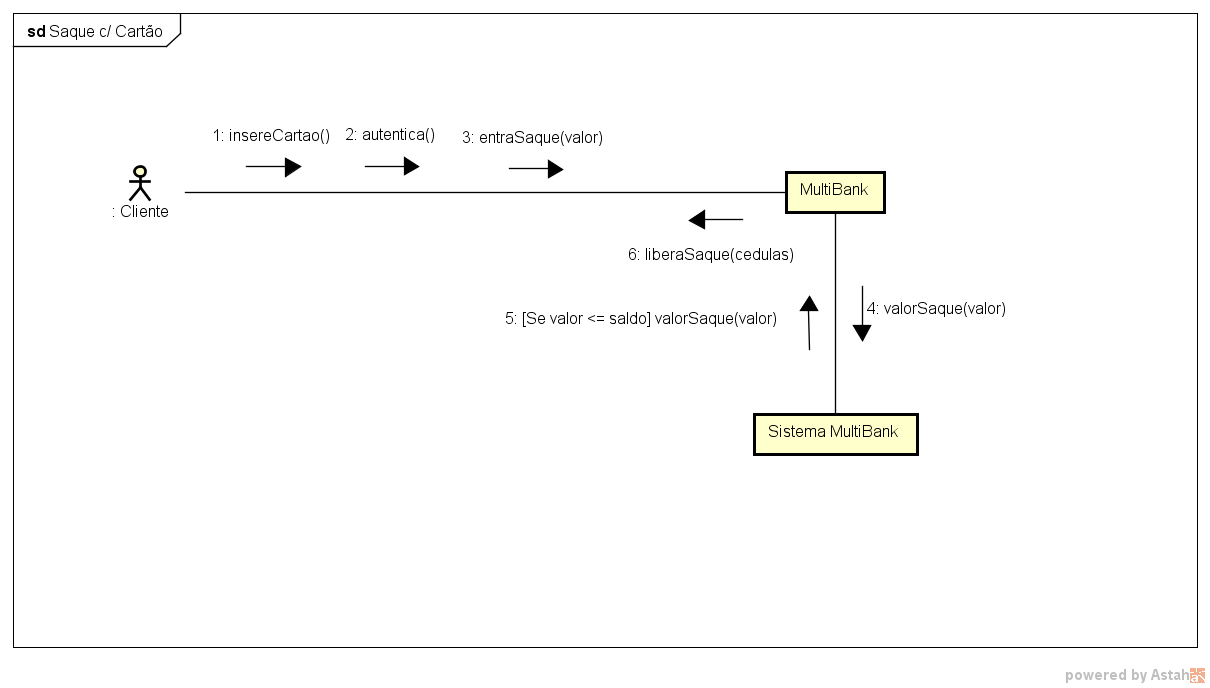 sd Saque c/ Cartão
1: insereCartao()
2: autentica()
3: entraSaque(valor)
: Cliente
MultiBank
6: liberaSaque(cedulas)
5: [Se valor <= saldo] valorSaque(valor)
4: valorSaque(valor)
Sistema MultiBank
powered by Astah